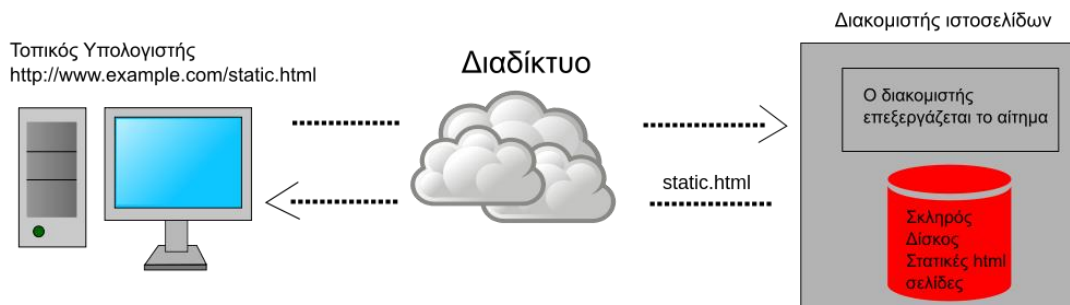 Τοπικός Υπολογιστής
http://www.example.com/static.html
Διαδίκτυο
static.html
Διακομιστής ιστοσελίδων
Ο διακομιστής
επεξεργάζεται το αίτημα
Σκληρός
Δίσκος
Στατικές html
σελίδες